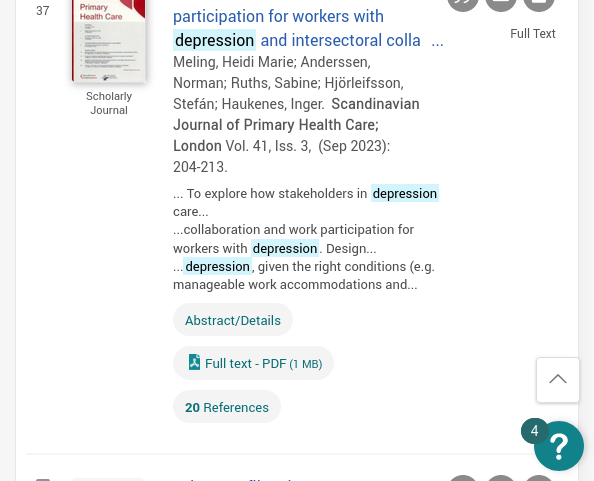 37
Primary
Health Care
Scholarly
Journal
participation for workers with
depression and intersectoral colla ...
Meling, Heidi Marie; Anderssen,
Norman; Ruths, Sabine; Hjörleifsson,
Stefán; Haukenes, Inger. Scandinavian
Journal of Primary Health Care;
London Vol. 41, Iss. 3, (Sep 2023):
204-213.
... To explore how stakeholders in depression
care...
...collaboration and work participation for
workers with depression. Design...
...depression, given the right conditions (e.g.
manageable work accommodations and...
Abstract/Details
Full text - PDF (1 MB)
20 References
Full Text
4
?